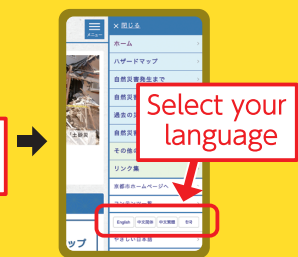 メニュー
× 閉じる
ホーム
ハザードマップ
自然災害発生まで
自然災
過去の
自然災
その他
リンク集
京都市ホームページへ
Select your
language
土砂災
English 中文简体 中文繁體 한글
やさしい日本語
ップ